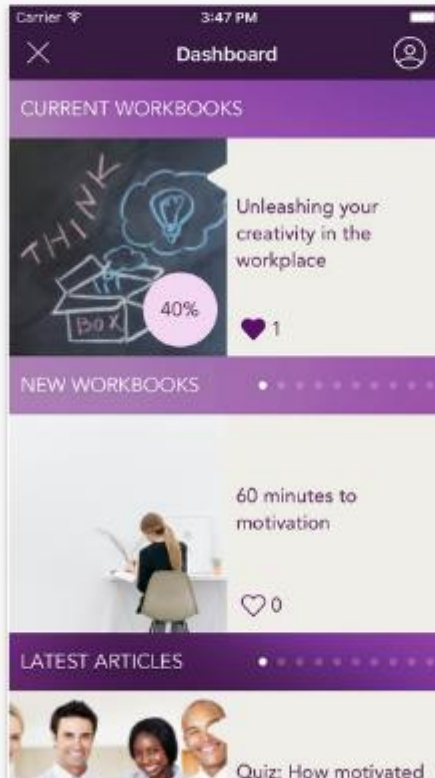 Carrier 3:47 PM
Dashboard
CURRENT WORKBOOKS
THINK
BOX
40%
Unleashing your
creativity in the
workplace
1
NEW WORKBOOKS
60 minutes to
motivation
0
LATEST ARTICLES
Quiz: How motivated